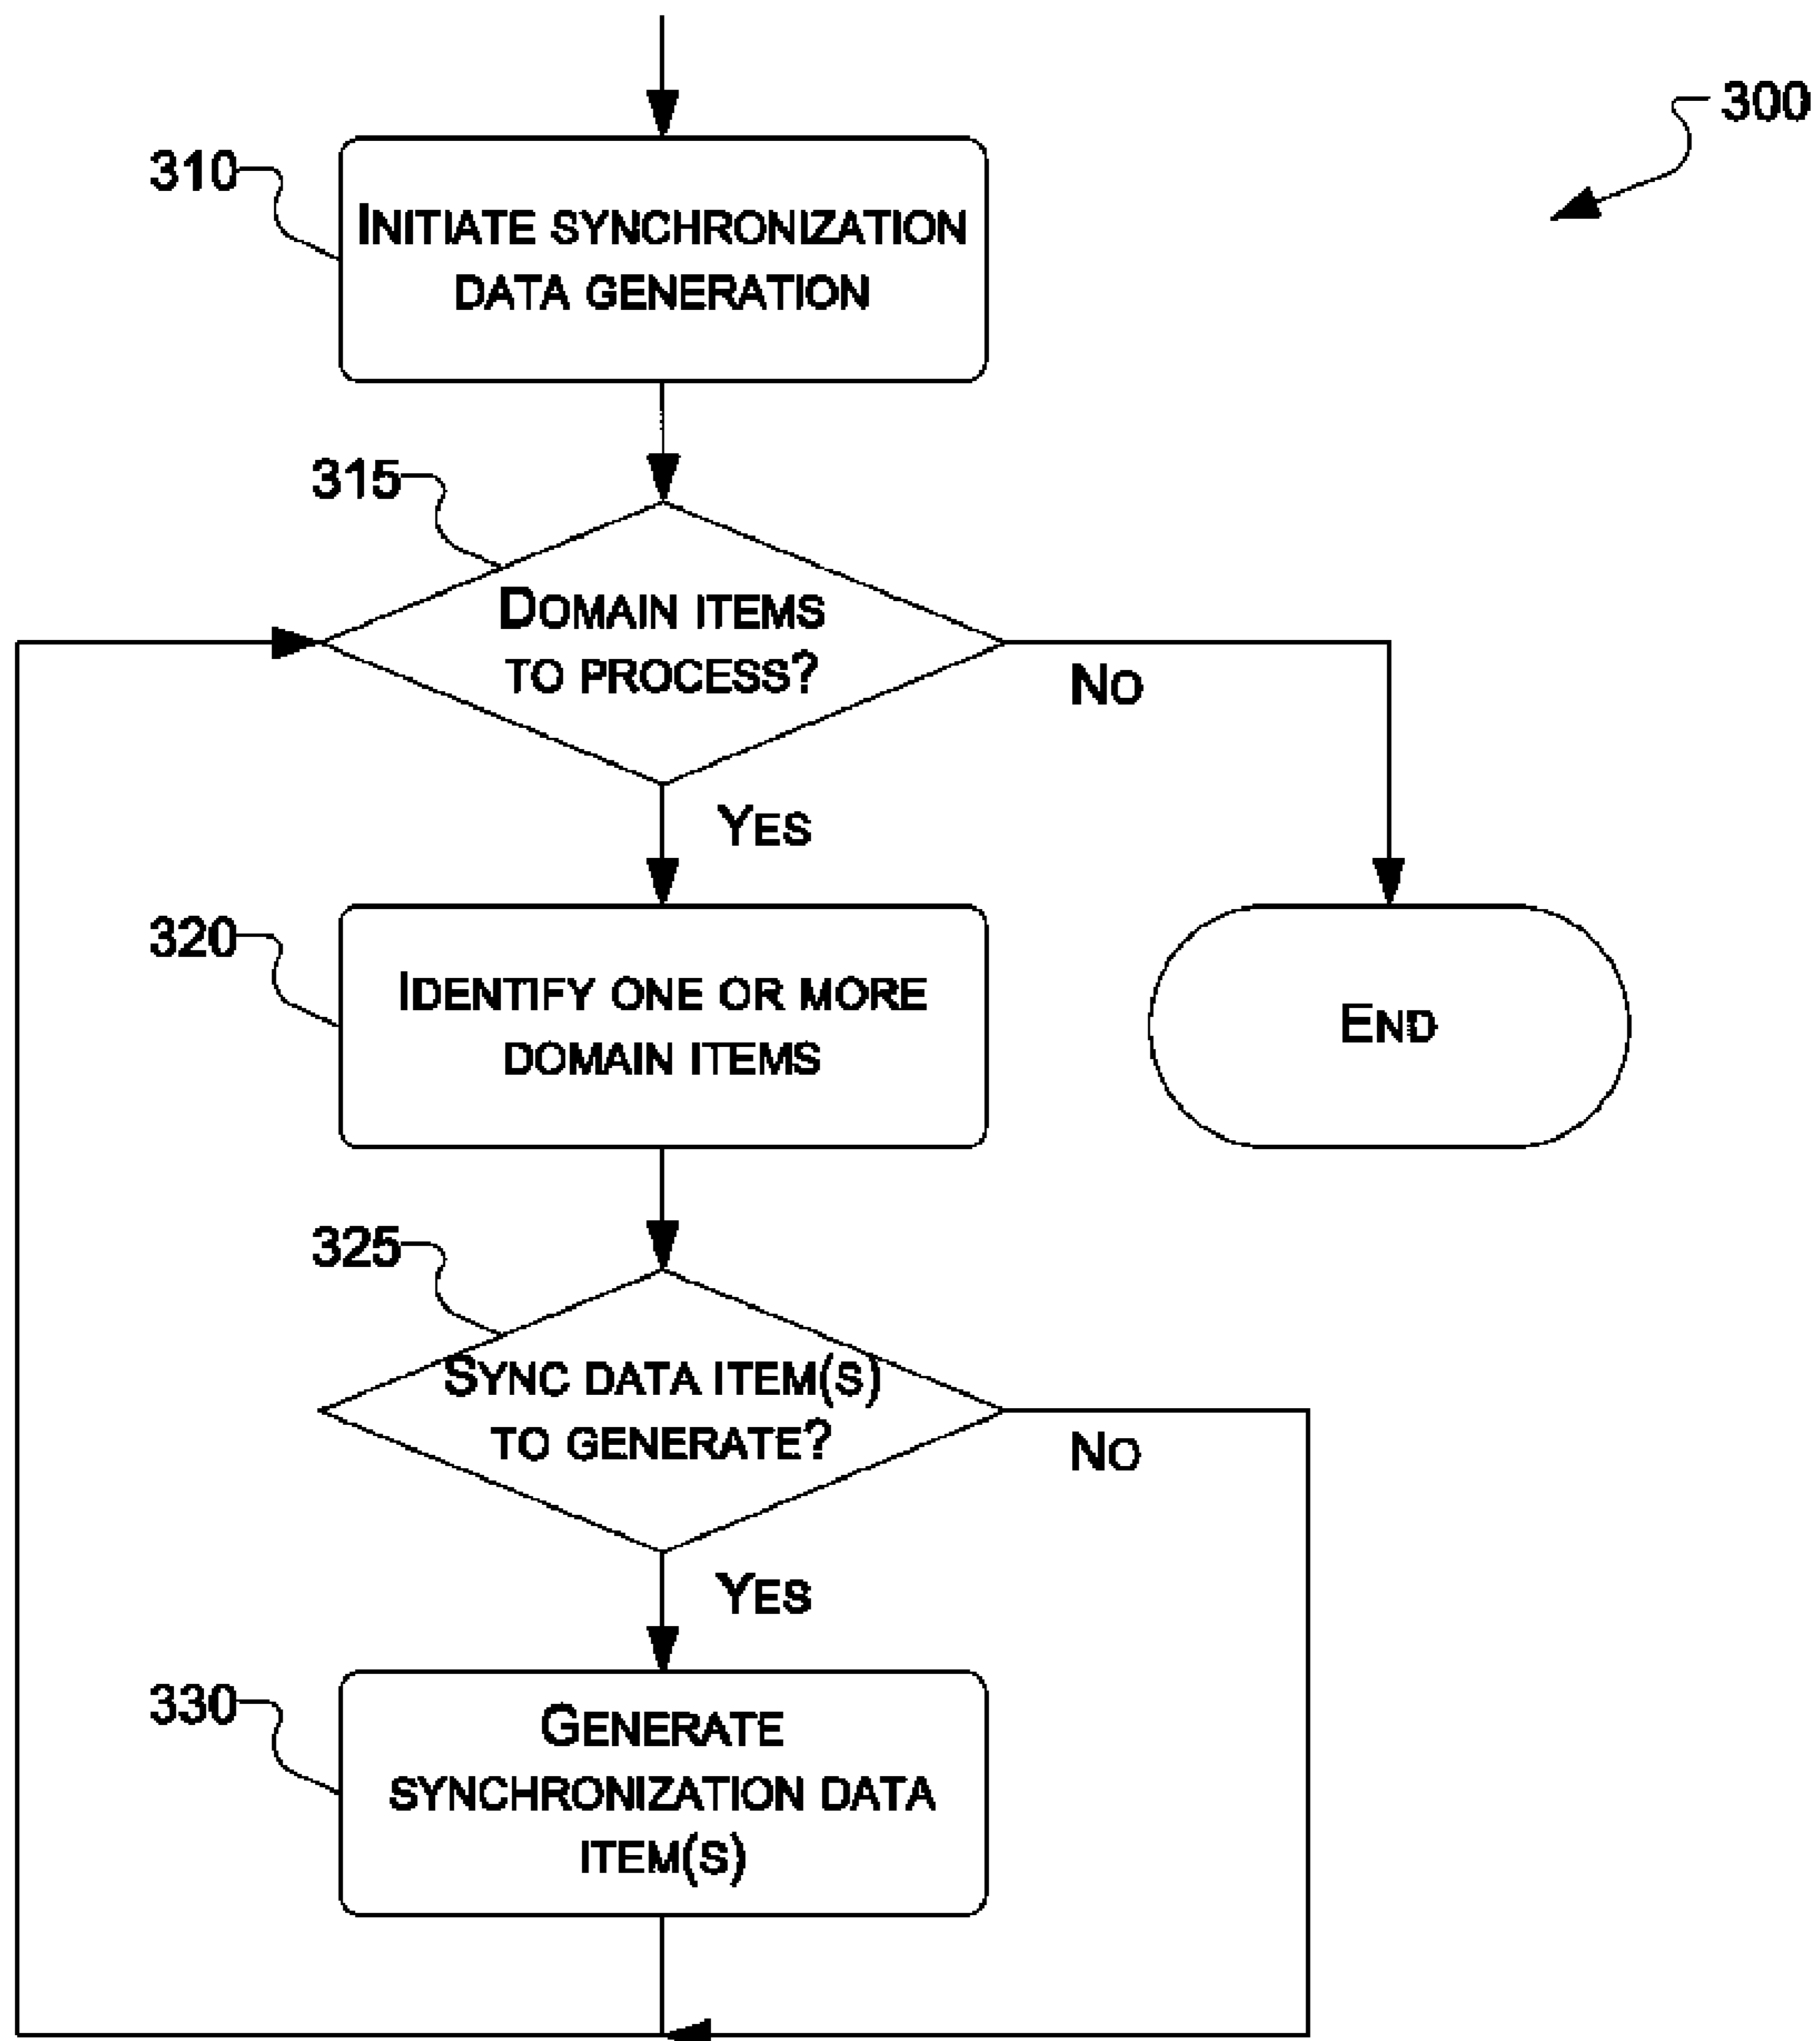 300
310
INITIATE SYNCHRONIZATION
DATA GENERATION
315
DOMAIN ITEMS
TO PROCESS?
NO
YES
320
IDENTIFY ONE OR MORE
DOMAIN ITEMS
END
325
SYNC DATA ITEM(S)
TO GENERATE?
NO
YES
330
GENERATE
SYNCHRONIZATION DATA
ITEM(S)